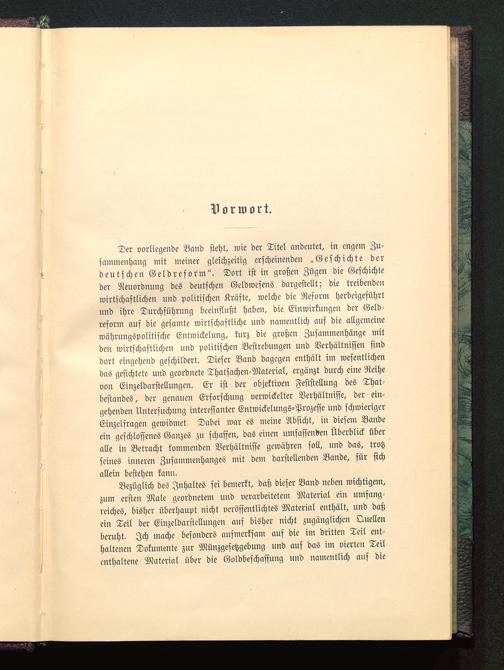 Vorwort.
Der vorliegende Band steht, wie der Titel andeutet, in engem Zu-
sammenhang mit meiner gleichzeitig erscheinenden „Geschichte der
deutschen Geldreform“. Dort ist in großen Zügen die Geschichte
der Neuordnung des deutschen Geldwesens dargestellt; die treibenden
wirtschaftlichen und politischen Kräfte, welche die Reform herbeigeführt
und ihre Durchführung beeinflußt haben, die Einwirkungen der Geld-
reform auf die gesamte wirtschaftliche und namentlich auf die allgemeine
währungspolitische Entwickelung, kurz die großen Zusammenhänge mit
den wirtschaftlichen und politischen Bestrebungen und Verhältnissen sind
dort eingehend geschildert. Dieser Band dagegen enthält im wesentlichen
das gesichtete und geordnete Thatsachen-Material, ergänzt durch eine Reihe
von Einzeldarstellungen. Er ist der objektiven Feststellung des That-
bestandes, der genauen Erforschung verwickelter Verhältnisse, der ein-
gehenden Untersuchung interessanter Entwickelungs-Prozesse und schwieriger
Einzelfragen gewidmet. Dabei war es meine Absicht, in diesem Bande
ein geschlossenes Ganzes zu schaffen, das einen umfassenden Überblick über
alle in Betracht kommenden Verhältnisse gewähren soll, und das, trotz
seines inneren Zusammenhanges mit dem darstellenden Bande, für sich
allein bestehen kann.
Bezüglich des Inhaltes sei bemerkt, daß dieser Band neben wichtigem,
zum ersten Male geordnetem und verarbeitetem Material ein umfang-
reiches, bisher überhaupt nicht veröffentlichtes Material enthält, und daß
ein Teil der Einzeldarstellungen auf bisher nicht zugänglichen Quellen
beruht. Ich mache besonders aufmerksam auf die im dritten Teil ent-
haltenen Dokumente zur Münzgesetzgebung und auf das im vierten Teil
enthaltene Material über die Goldbeschaffung und namentlich auf die